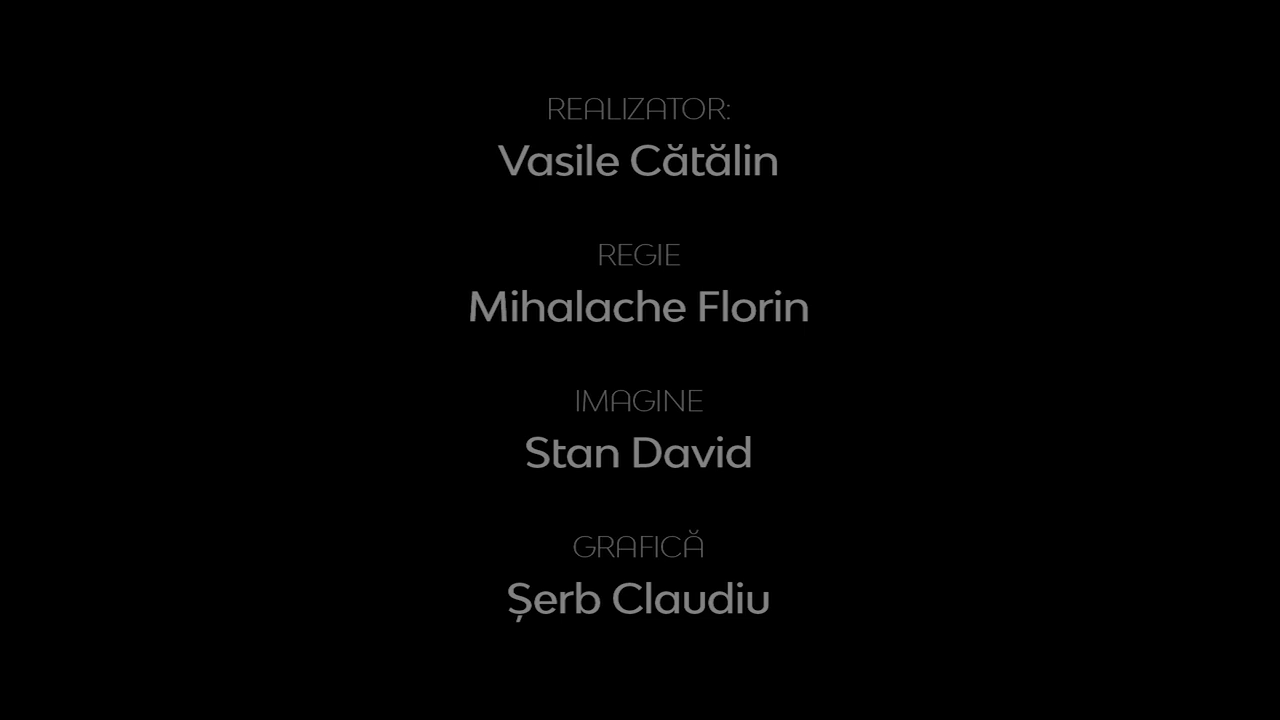 REALIZATOR:
Vasile Cătălin
REGIE
Mihalache Florin
IMAGINE
Stan David
GRAFICĂ
Șerb Claudiu